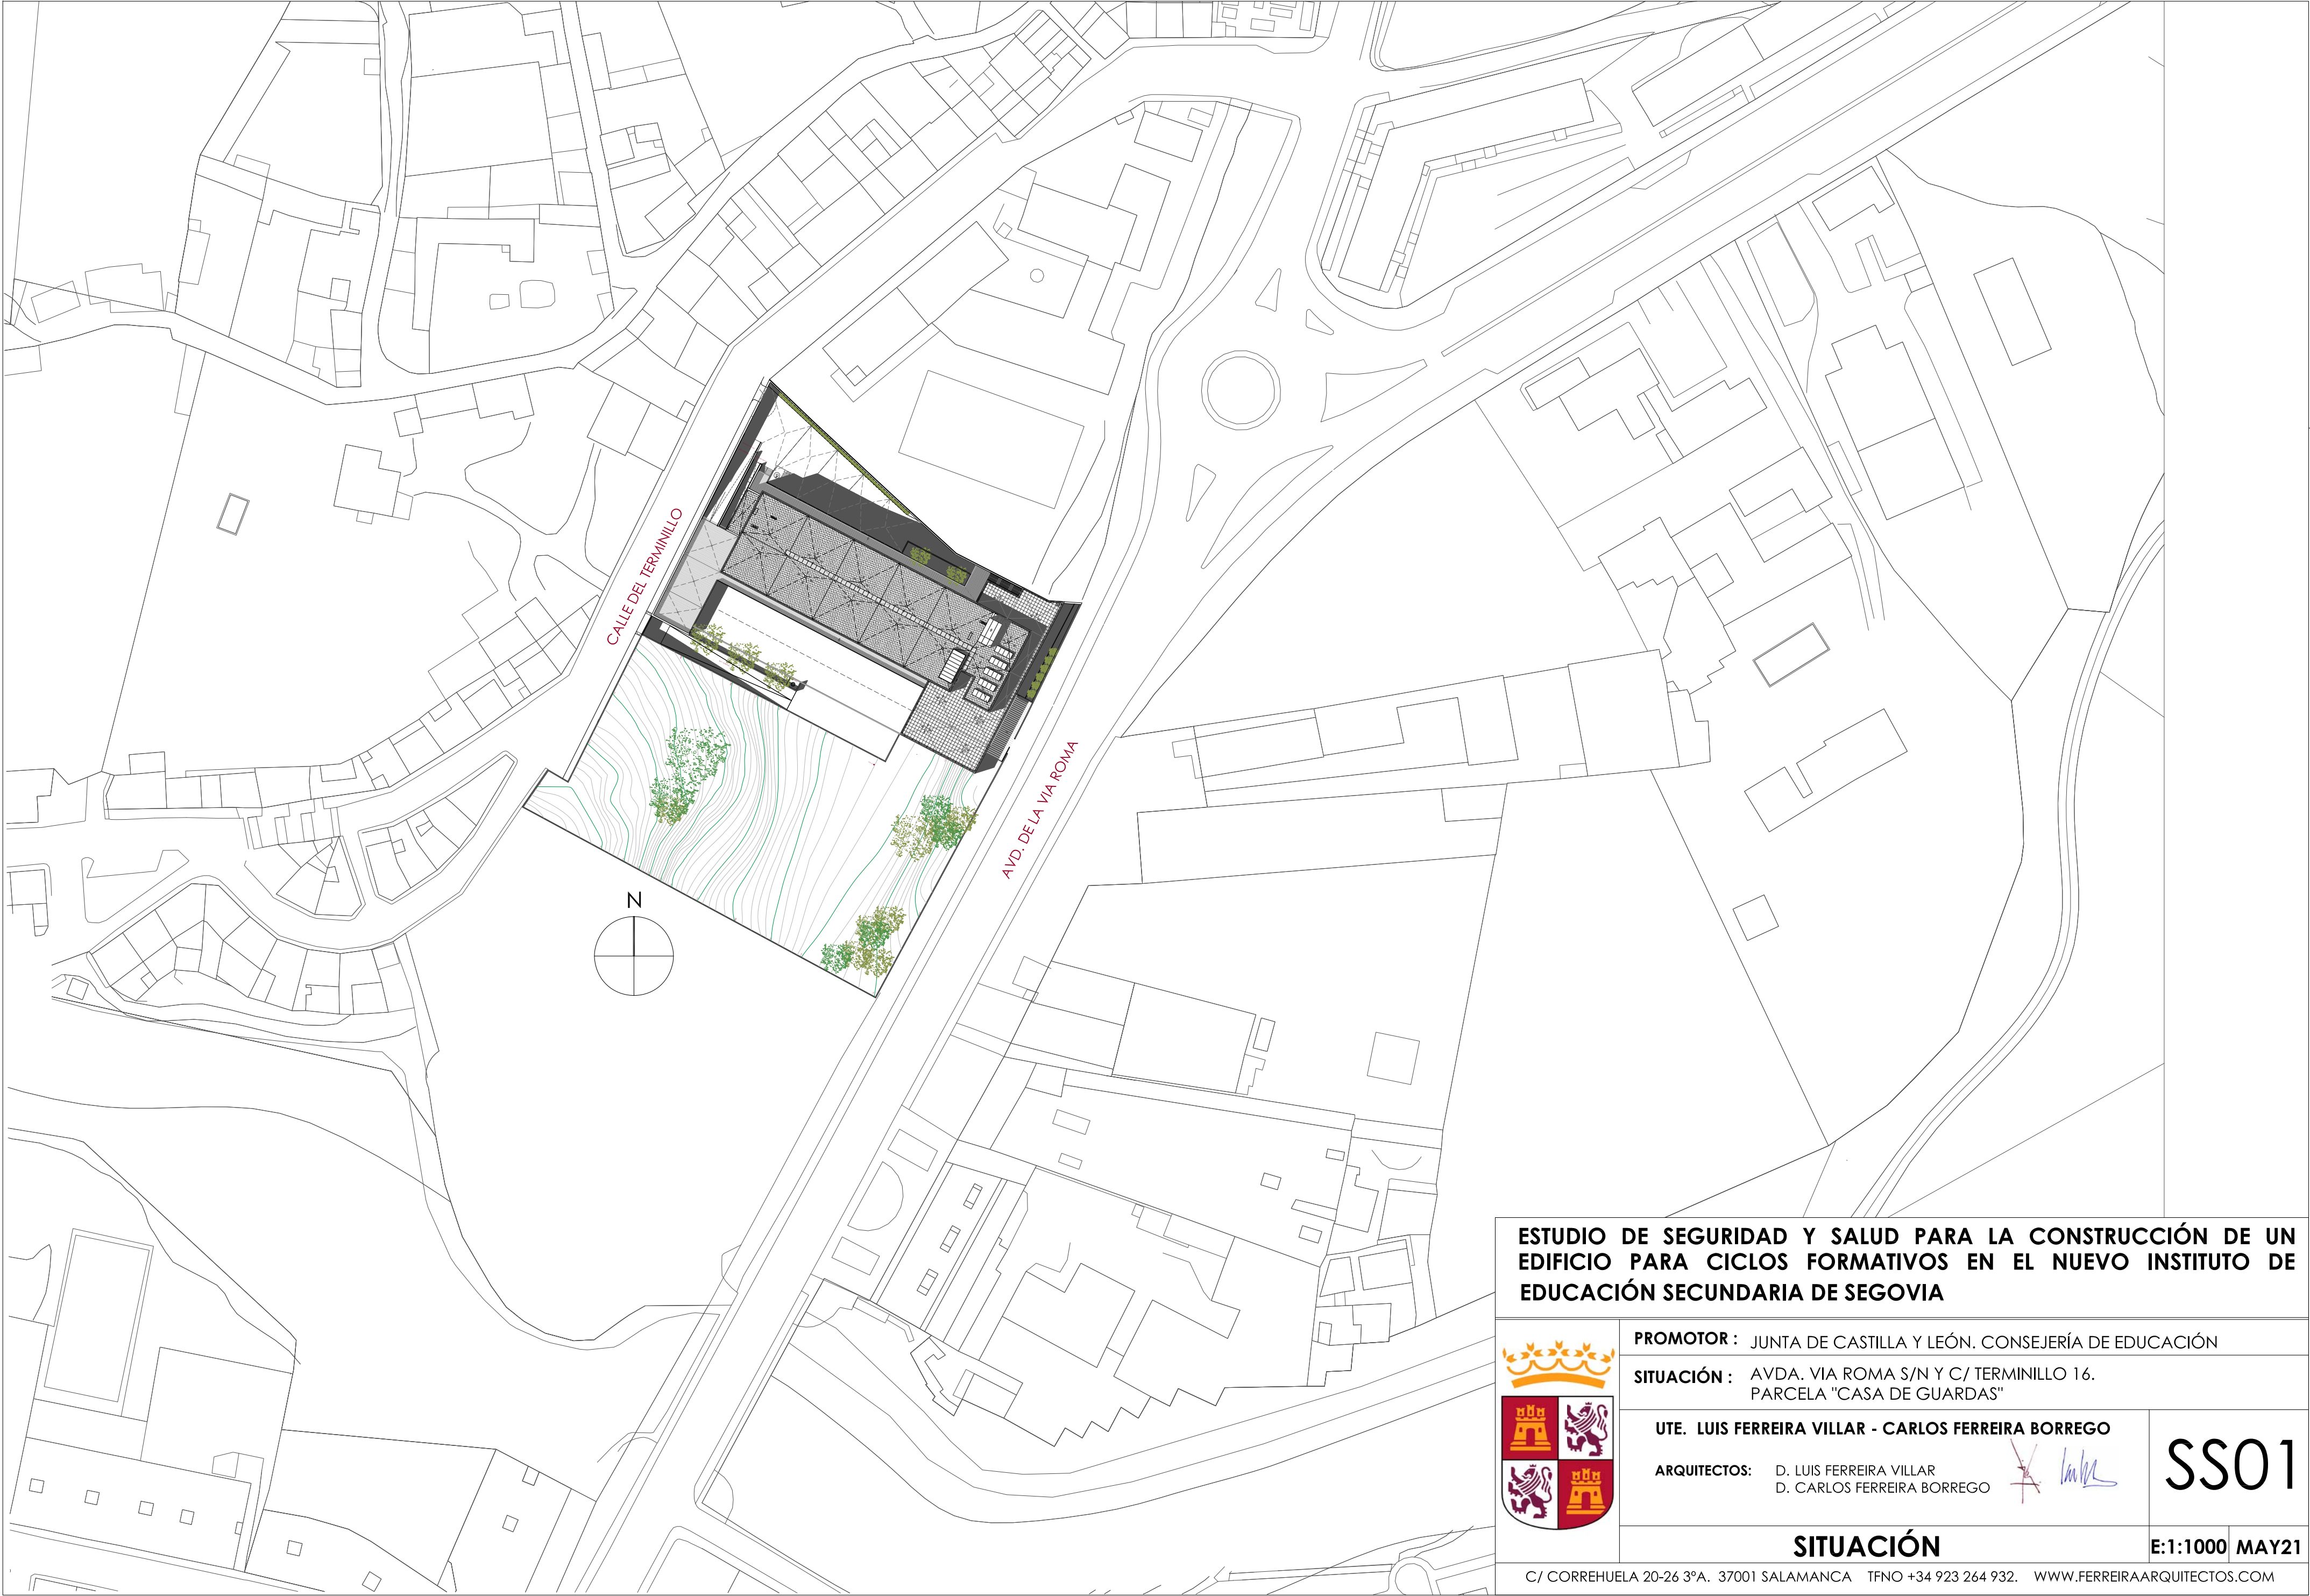 CALLE DEL TERMINILLO
AVD. DE LA VIA ROMA
N
ESTUDIO DE SEGURIDAD Y SALUD PARA LA CONSTRUCCIÓN DE UN
EDIFICIO PARA CICLOS FORMATIVOS EN EL NUEVO INSTITUTO DE
EDUCACIÓN SECUNDARIA DE SEGOVIA
PROMOTOR : JUNTA DE CASTILLA Y LEÓN. CONSEJERÍA DE EDUCACIÓN
SITUACIÓN : AVDA. VIA ROMA S/N Y C/ TERMINILLO 16.
PARCELA "CASA DE GUARDAS"
UTE. LUIS FERREIRA VILLAR - CARLOS FERREIRA BORREGO
ARQUITECTOS: D. LUIS FERREIRA VILLAR
D. CARLOS FERREIRA BORREGO
SS01
SITUACIÓN
E:1:1000 MAY21
C/ CORREHUELA 20-26 3ºA. 37001 SALAMANCA TFNO +34 923 264 932. WWW.FERREIRAARQUITECTOS.COM